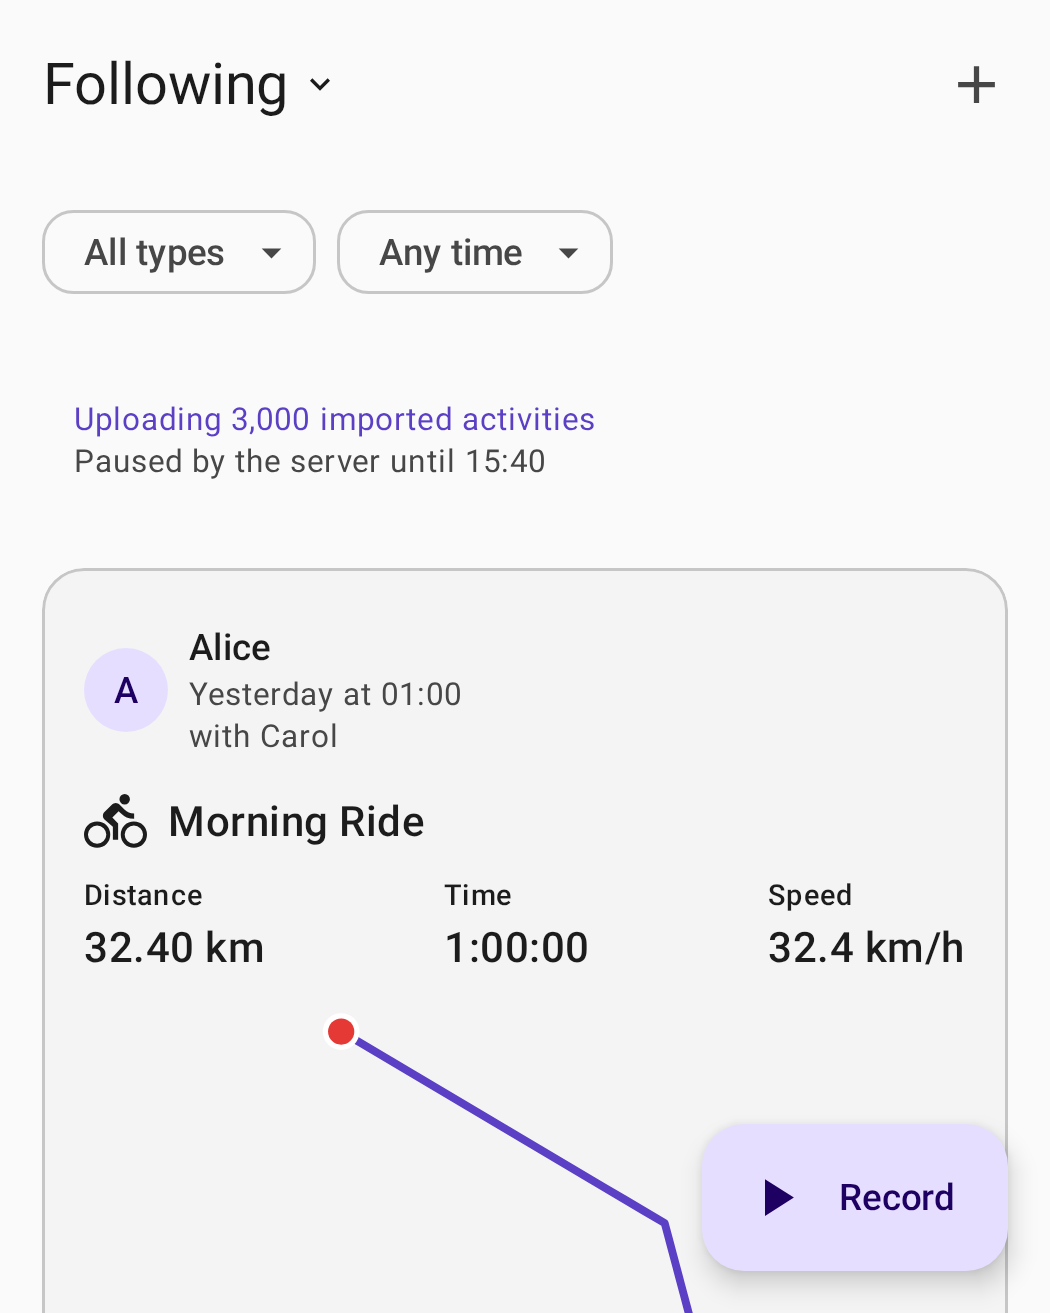 Following
All types
Any time
Uploading 3,000 imported activities
Paused by the server until 15:40
A
Alice
Yesterday at 01:00
with Carol
Morning Ride
Distance
Time
Speed
32.40 km
1:00:00
32.4 km/h
Record